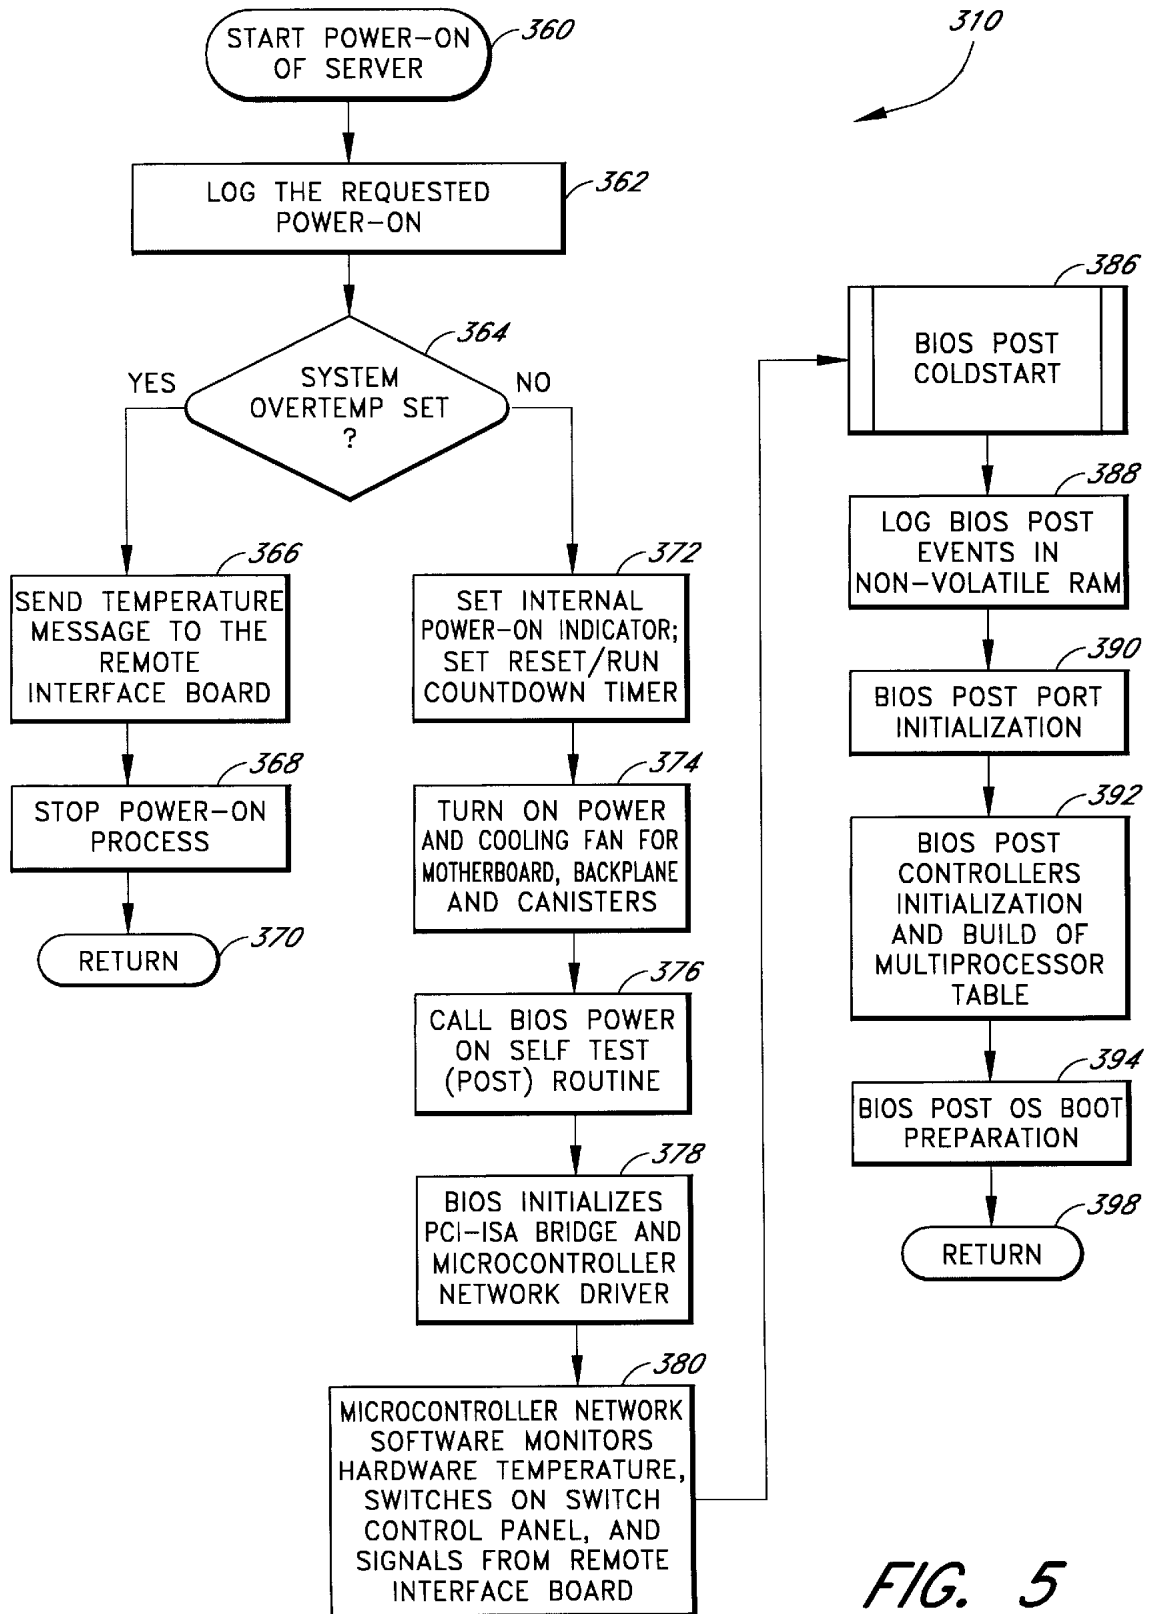 START POWER-ON
OF SERVER
360
310
LOG THE REQUESTED
POWER-ON
362
SYSTEM
OVERTEMP SET
?
364
YES
NO
366
SEND TEMPERATURE
MESSAGE TO THE
REMOTE
INTERFACE BOARD
368
STOP POWER-ON
PROCESS
RETURN
370
372
SET INTERNAL
POWER-ON INDICATOR;
SET RESET/RUN
COUNTDOWN TIMER
374
TURN ON POWER
AND COOLING FAN FOR
MOTHERBOARD, BACKPLANE
AND CANISTERS
376
CALL BIOS POWER
ON SELF TEST
(POST) ROUTINE
378
BIOS INITIALIZES
PCI-ISA BRIDGE AND
MICROCONTROLLER
NETWORK DRIVER
380
MICROCONTROLLER NETWORK
SOFTWARE MONITORS
HARDWARE TEMPERATURE,
SWITCHES ON SWITCH
CONTROL PANEL, AND
SIGNALS FROM REMOTE
INTERFACE BOARD
386
BIOS POST
COLDSTART
388
LOG BIOS POST
EVENTS IN
NON-VOLATILE RAM
390
BIOS POST PORT
INITIALIZATION
392
BIOS POST
CONTROLLERS
INITIALIZATION
AND BUILD OF
MULTIPROCESSOR
TABLE
394
BIOS POST OS BOOT
PREPARATION
398
RETURN
FIG. 5